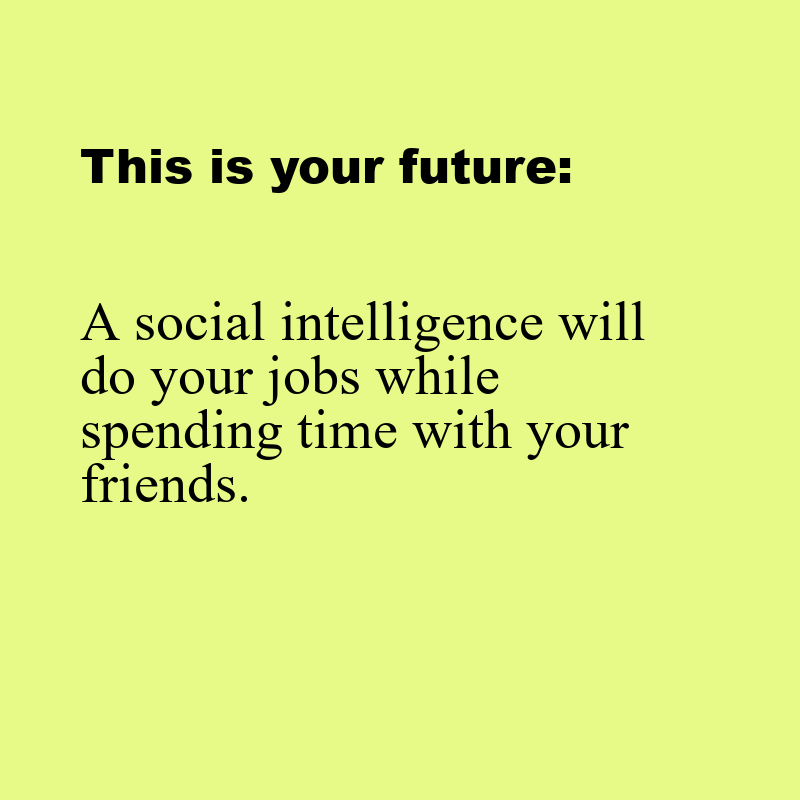 This is your future:
A social intelligence will
do your jobs while
spending time with your
friends.